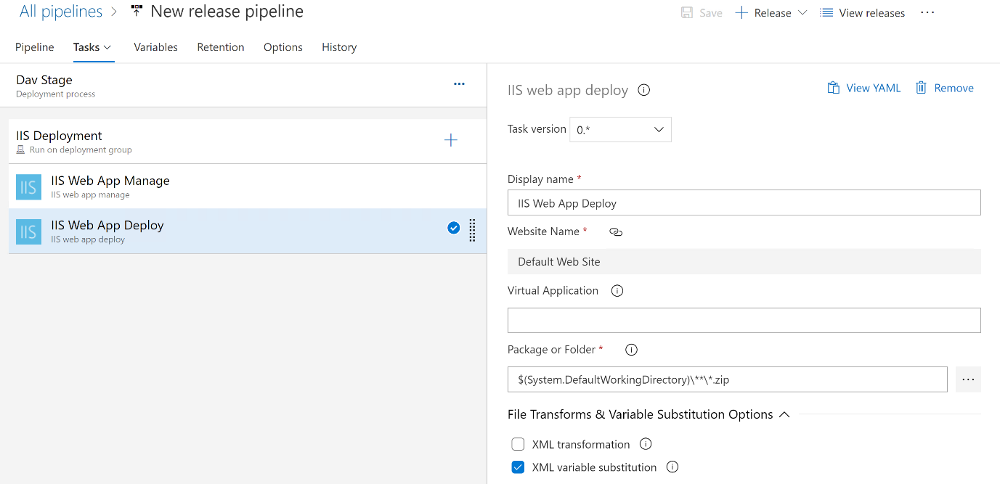 All pipelines > New release pipeline
Save Release View releases ...
Pipeline Tasks Variables Retention Options History
Dav Stage
Deployment process
...
IIS Deployment
Run on deployment group
IIS
IIS Web App Manage
IIS web app manage
IIS
IIS Web App Deploy
IIS web app deploy
IIS web app deploy
View YAML Remove
Task version 0.*
Display name *
IIS Web App Deploy
Website Name *
Default Web Site
Virtual Application
Package or Folder *
$(System.DefaultWorkingDirectory)\**\*.zip
...
File Transforms & Variable Substitution Options
XML transformation
XML variable substitution